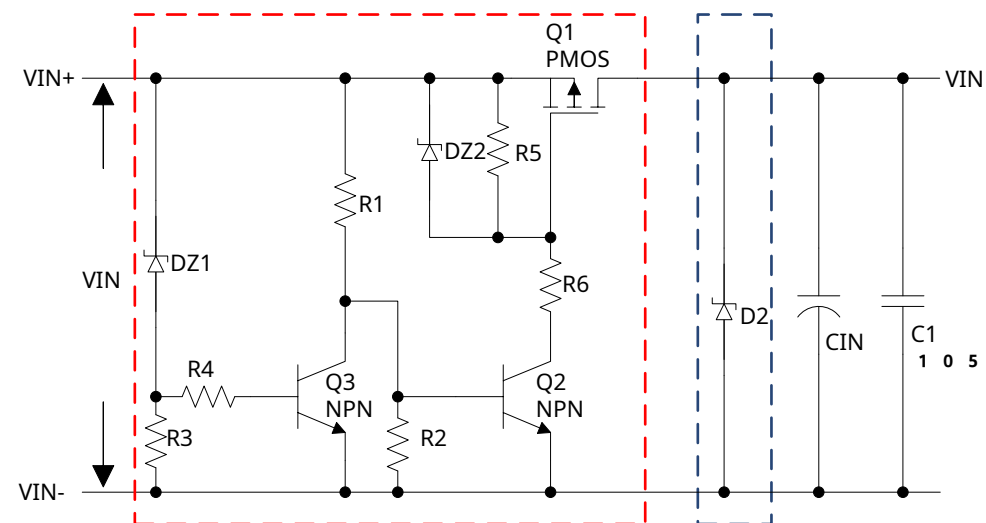 Q1
PMOS
VIN+
VIN
DZ2
R5
R1
DZ1
VIN
R6
D2
CIN
C1
1 0 5
R4
Q3
NPN
Q2
NPN
R3
R2
VIN-